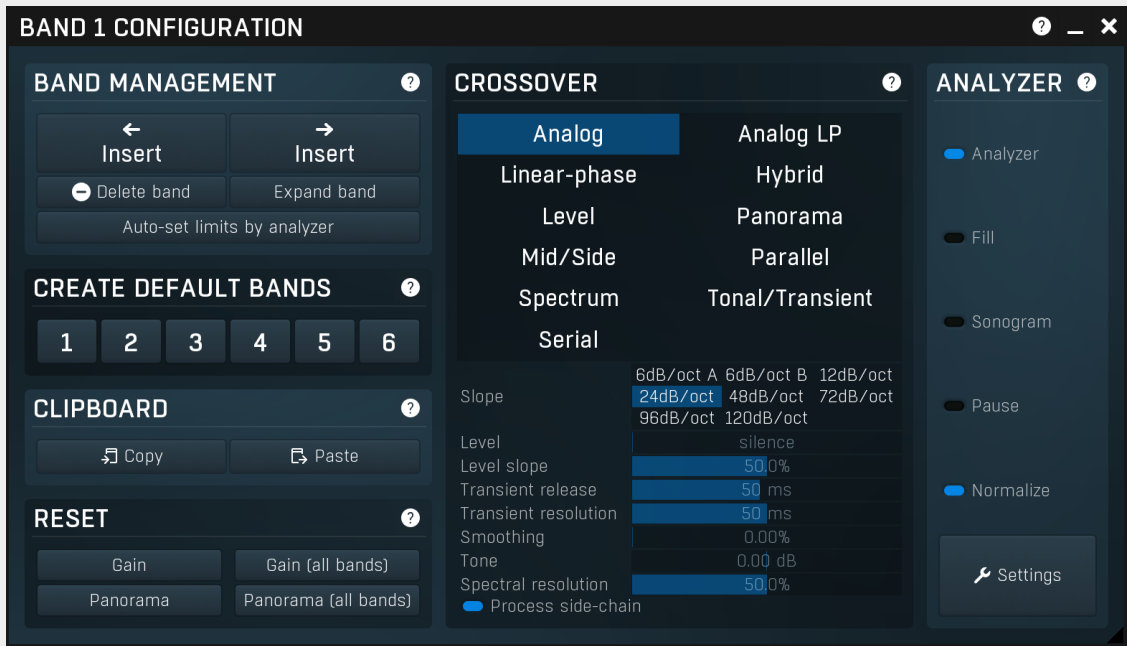 BAND 1 CONFIGURATION
BAND MANAGEMENT
Insert Insert
Delete band Expand band
Auto-set limits by analyzer
CREATE DEFAULT BANDS
1 2 3 4 5 6
CLIPBOARD
Copy Paste
RESET
Gain Gain (all bands)
Panorama Panorama (all bands)
CROSSOVER
Analog Analog LP
Linear-phase Hybrid
Level Panorama
Mid/Side Parallel
Spectrum Tonal/Transient
Serial
6dB/oct A 6dB/oct B 12dB/oct
Slope 24dB/oct 48dB/oct 72dB/oct
96dB/oct 120dB/oct
Level silence
Level slope 50.0%
Transient release 50 ms
Transient resolution 50 ms
Smoothing 0.00%
Tone 0.00 dB
Spectral resolution 50.0%
Process side-chain
ANALYZER
Analyzer
Fill
Sonogram
Pause
Normalize
Settings